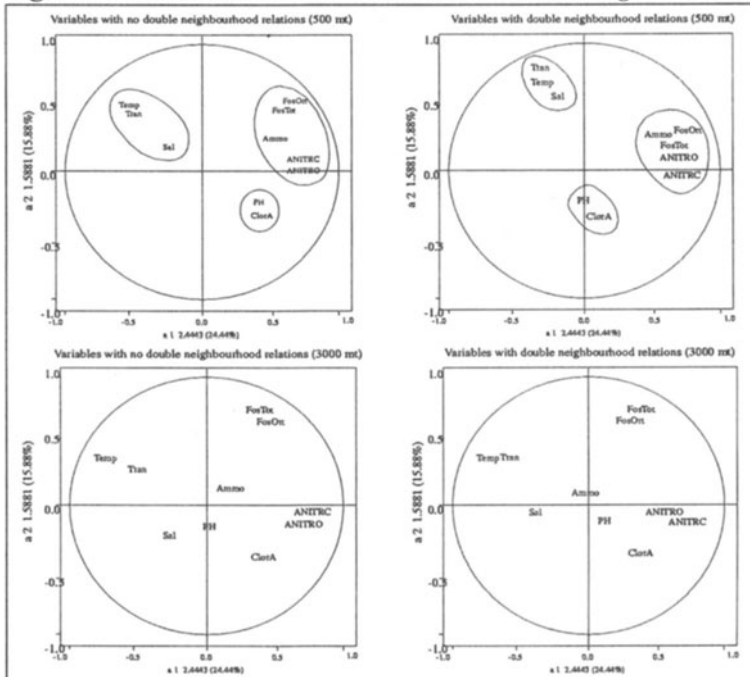 Variables with no double neighbourhood relations (500 mt)
1.0
0.5
0.0
-0.5
-1.0
a 2: 1.5881 (15.88%)
Temp
Tran
Sal
FosOrt
FosTot
Ammo
ANITRC
ANITRO
PH
ClorA
-1.0 -0.5 0.0 0.5 1.0
a 1: 2.4443 (24.44%)
Variables with double neighbourhood relations (500 mt)
1.0
0.5
0.0
-0.5
-1.0
a 2: 1.5881 (15.88%)
Tran
Temp
Sal
Ammo FosOrt
FosTot
ANITRO
ANITRC
PH
ClorA
-1.0 -0.5 0.0 0.5 1.0
a 1: 2.4443 (24.44%)
Variables with no double neighbourhood relations (3000 mt)
1.0
0.5
0.0
-0.5
-1.0
a 2: 1.5881 (15.88%)
FosTot
FosOrt
Temp
Tran
Ammo
ANITRC
PH
ANITRO
Sal
ClorA
-1.0 -0.5 0.0 0.5 1.0
a 1: 2.4443 (24.44%)
Variables with double neighbourhood relations (3000 mt)
1.0
0.5
0.0
-0.5
-1.0
a 2: 1.5881 (15.88%)
FosTot
FosOrt
Temp Tran
Ammo
Sal
PH
ANITRO
ANITRC
ClorA
-1.0 -0.5 0.0 0.5 1.0
a 1: 2.4443 (24.44%)